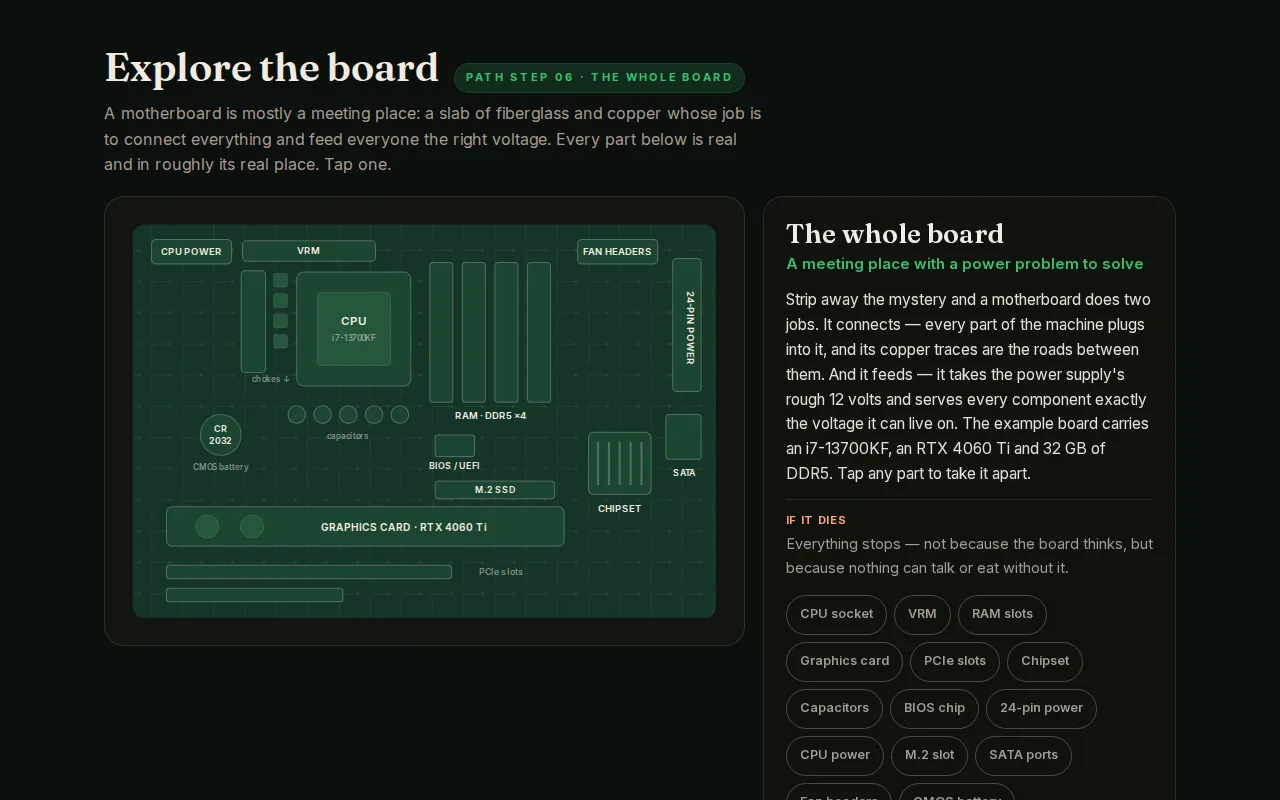 Explore the board
PATH STEP 06 · THE WHOLE BOARD
A motherboard is mostly a meeting place: a slab of fiberglass and copper whose job is
to connect everything and feed everyone the right voltage. Every part below is real
and in roughly its real place. Tap one.
CPU POWER
VRM
FAN HEADERS
24-PIN POWER
CPU
i7-13700KF
chokes ↓
RAM · DDR5 ×4
capacitors
CR
2032
CMOS battery
BIOS / UEFI
SATA
M.2 SSD
CHIPSET
GRAPHICS CARD · RTX 4060 Ti
PCIe slots
The whole board
A meeting place with a power problem to solve
Strip away the mystery and a motherboard does two
jobs. It connects — every part of the machine plugs
into it, and its copper traces are the roads between
them. And it feeds — it takes the power supply's
rough 12 volts and serves every component exactly
the voltage it can live on. The example board carries
an i7-13700KF, an RTX 4060 Ti and 32 GB of
DDR5. Tap any part to take it apart.
IF IT DIES
Everything stops — not because the board thinks, but
because nothing can talk or eat without it.
CPU socket
VRM
RAM slots
Graphics card
PCIe slots
Chipset
Capacitors
BIOS chip
24-pin power
CPU power
M.2 slot
SATA ports
Fan headers
CMOS battery